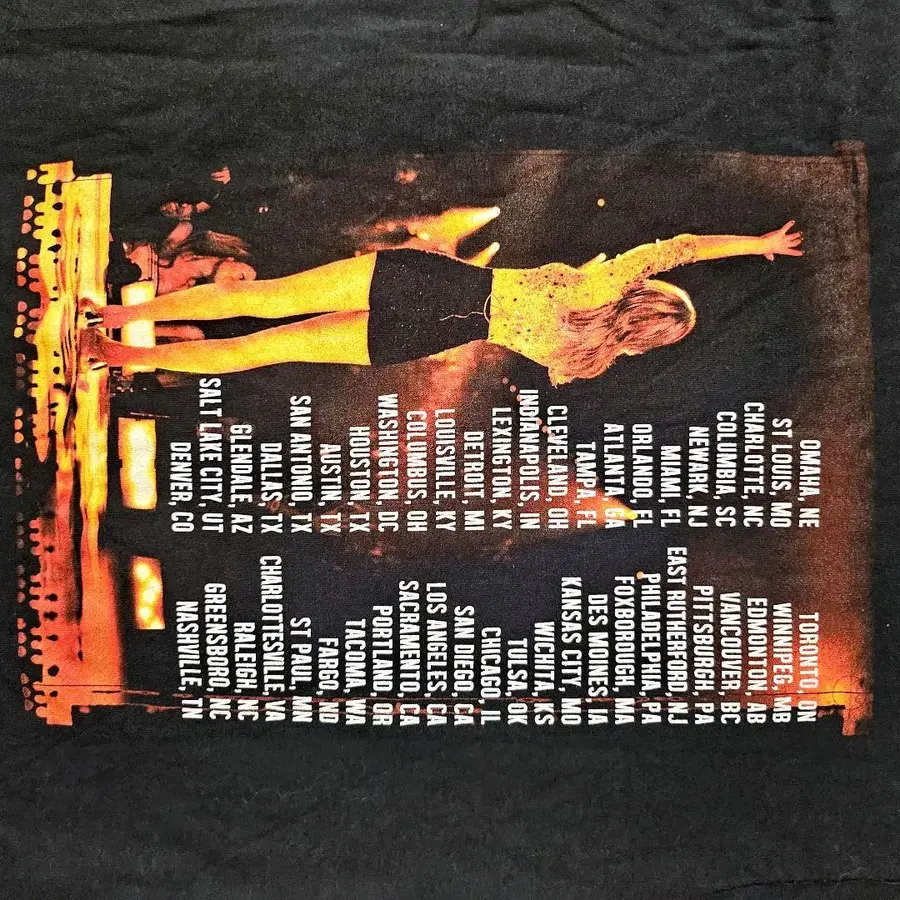 OMAHA, NE
ST LOUIS, MO
CHARLOTTE, NC
COLUMBIA, SC
NEWARK, NJ
MIAMI, FL
ORLANDO, FL
ATLANTA, GA
TAMPA, FL
CLEVELAND, OH
INDIANAPOLIS, IN
LEXINGTON, KY
DETROIT, MI
LOUISVILLE, KY
COLUMBUS, OH
WASHINGTON, DC
HOUSTON, TX
AUSTIN, TX
SAN ANTONIO, TX
DALLAS, TX
GLENDALE, AZ
SALT LAKE CITY, UT
DENVER, CO
TORONTO, ON
WINNIPEG, MB
EDMONTON, AB
VANCOUVER, BC
PITTSBURGH, PA
EAST RUTHERFORD, NJ
PHILADELPHIA, PA
FOXBOROUGH, MA
DES MOINES, IA
KANSAS CITY, MO
WICHITA, KS
TULSA, OK
CHICAGO, IL
SAN DIEGO, CA
LOS ANGELES, CA
SACRAMENTO, CA
PORTLAND, OR
TACOMA, WA
FARGO, ND
ST PAUL, MN
CHARLOTTESVILLE, VA
RALEIGH, NC
GREENSBORO, NC
NASHVILLE, TN